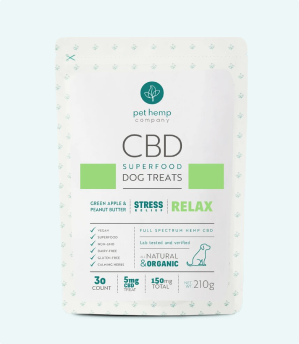 pet hemp
company
CBD
SUPERFOOD
DOG TREATS
GREEN APPLE &
PEANUT BUTTER
STRESS
RELIEF
RELAX
VEGAN
SUPERFOOD
NON-GMO
DAIRY-FREE
GLUTEN-FREE
CALMING HERBS
FULL SPECTRUM HEMP CBD
Lab tested and verified
NATURAL
&ORGANIC
30
COUNT
5mg
CBD
TREAT
150mg
TOTAL
210g